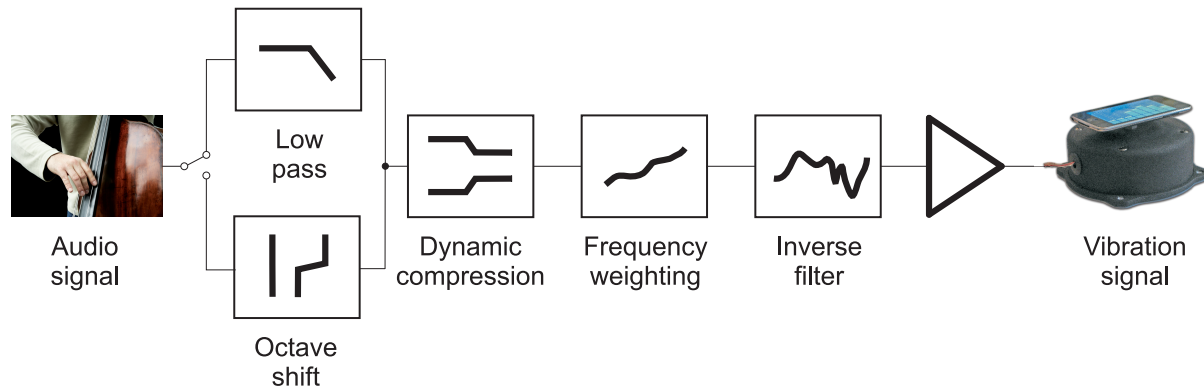 Low
pass
Audio
signal
Octave
shift
Dynamic
compression
Frequency
weighting
Inverse
filter
Vibration
signal